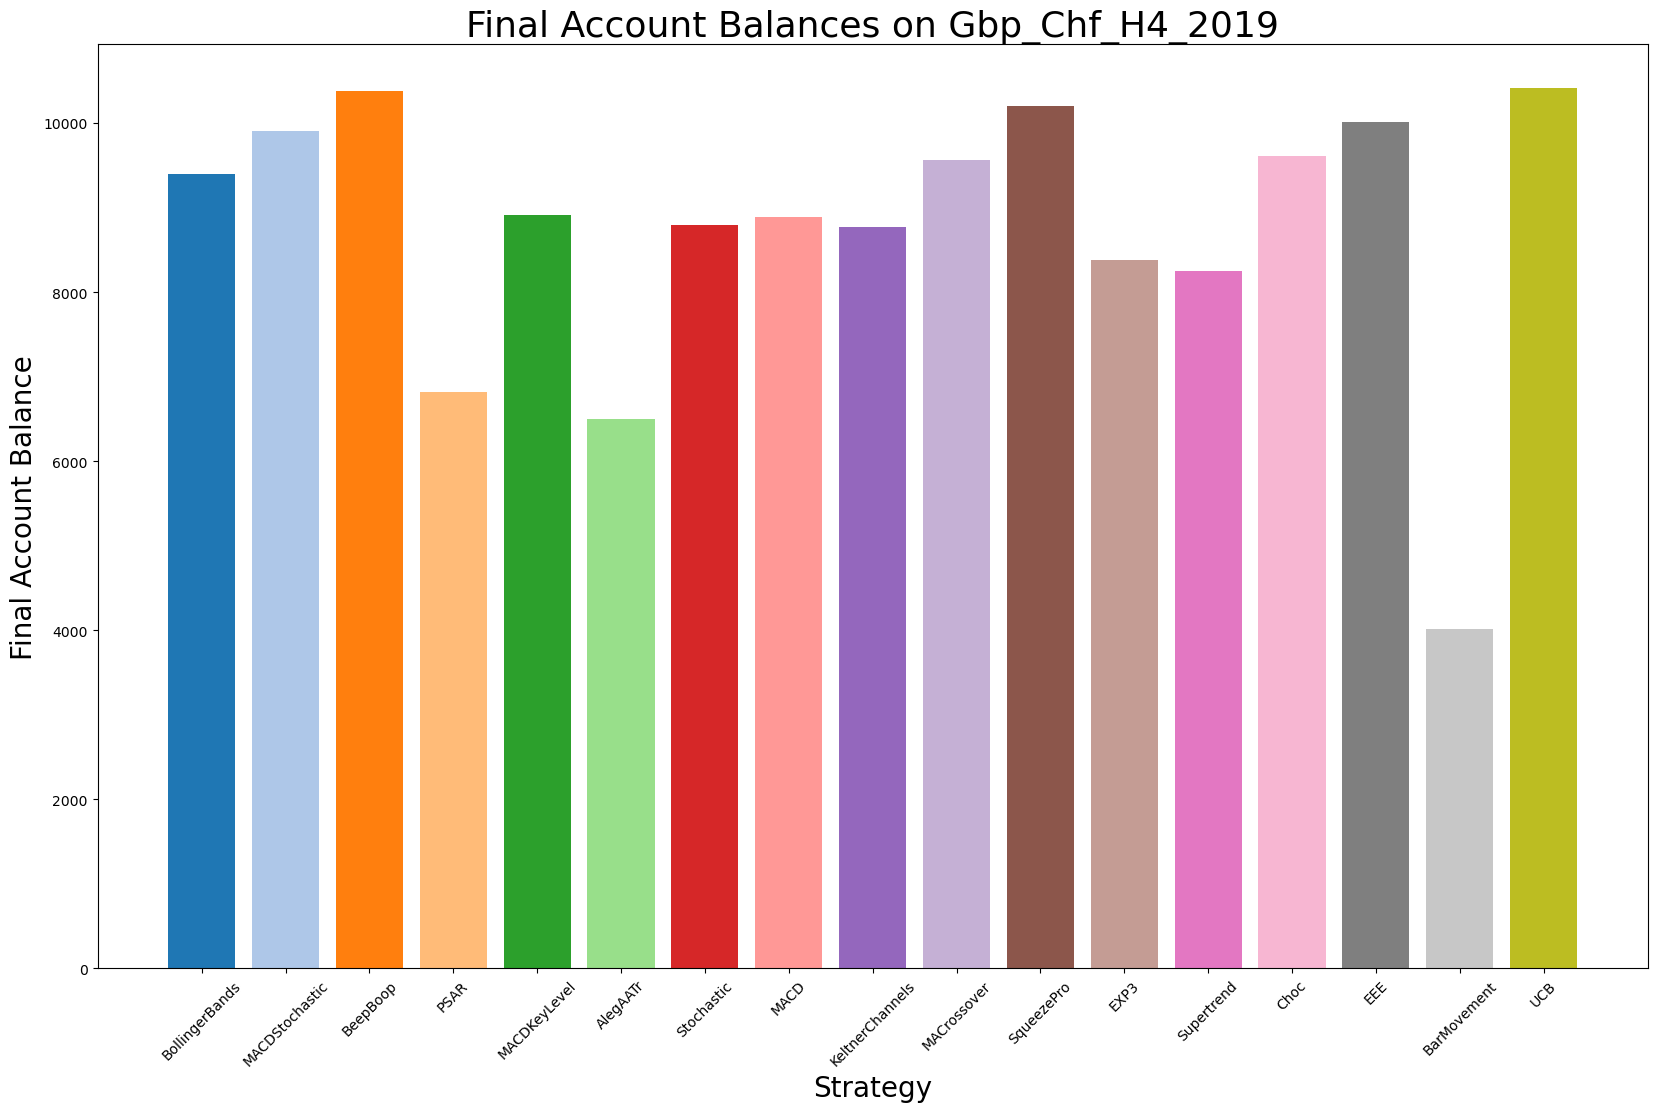 Final Account Balances on Gbp_Chf_H4_2019
Final Account Balance
10000
8000
6000
4000
2000
0
BollingerBands
MACDStochastic
BeepBoop
PSAR
MACDKeyLevel
AlegAATr
Stochastic
MACD
KeltnerChannels
MACrossover
SqueezePro
EXP3
Supertrend
Choc
EEE
BarMovement
UCB
Strategy